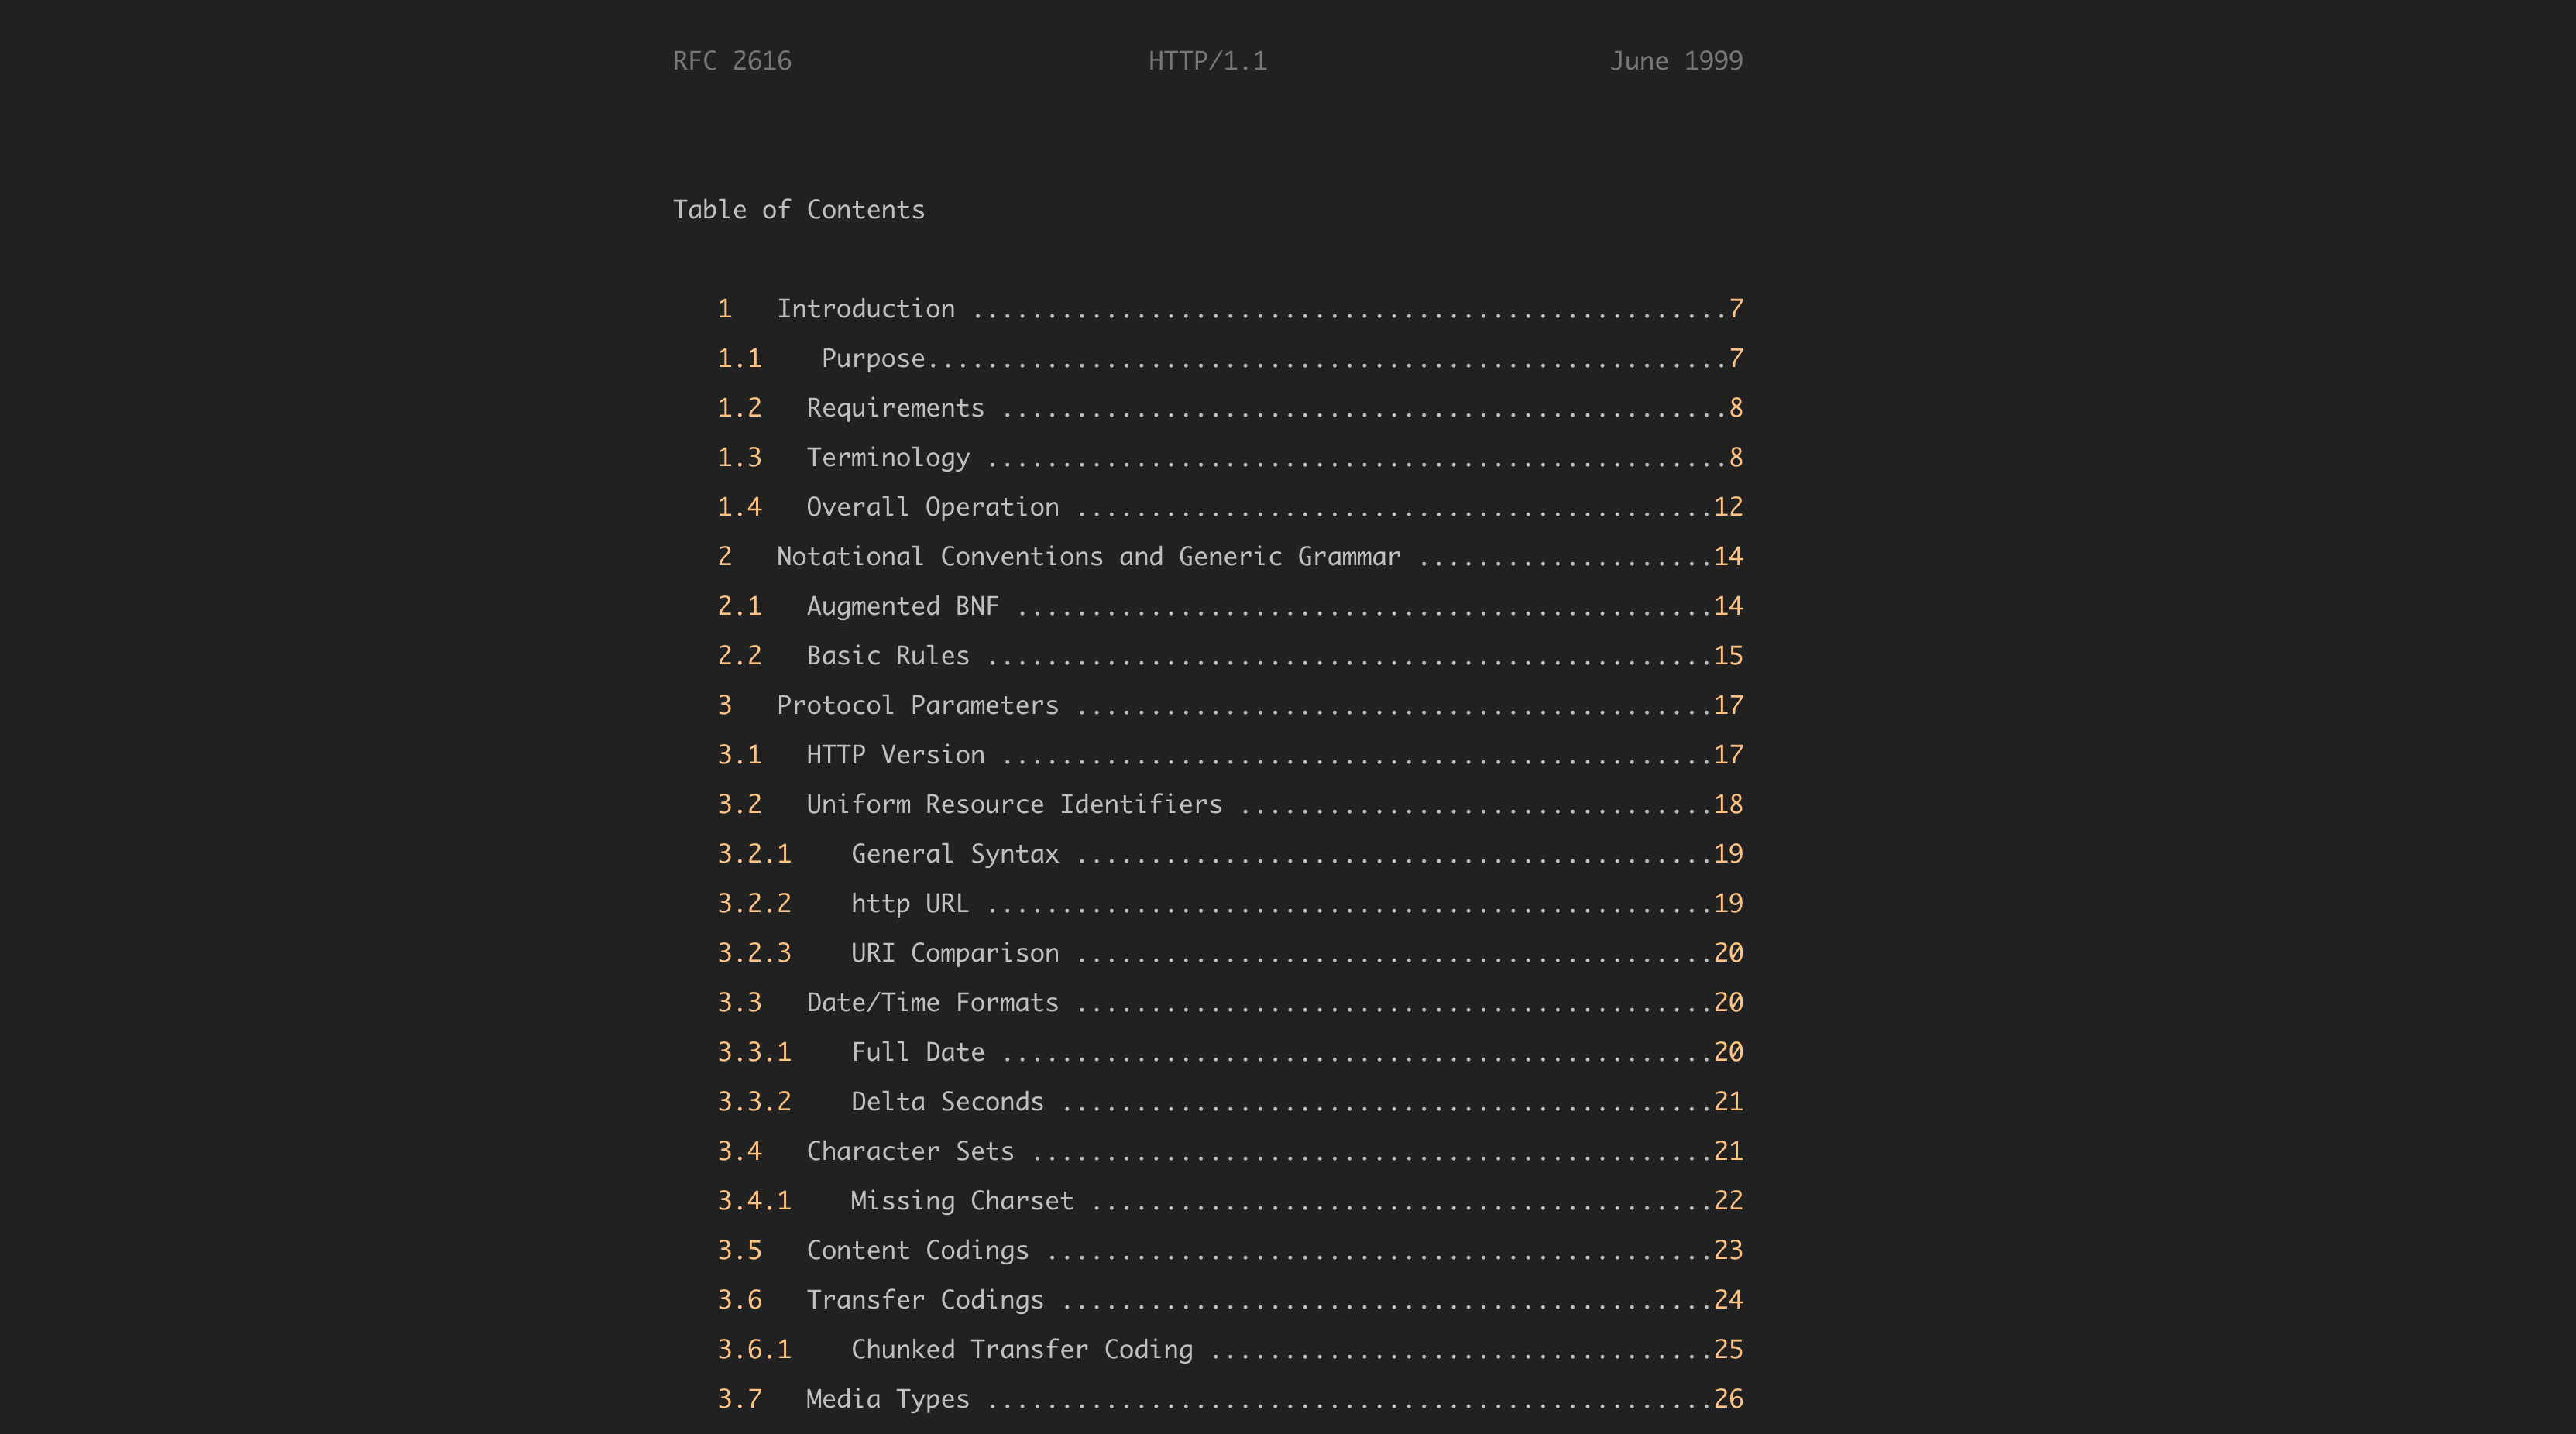 RFC 2616                        HTTP/1.1                       June 1999
Table of Contents
1   Introduction ...................................................7
1.1    Purpose......................................................7
1.2   Requirements .................................................8
1.3   Terminology ..................................................8
1.4   Overall Operation ...........................................12
2   Notational Conventions and Generic Grammar ....................14
2.1   Augmented BNF ...............................................14
2.2   Basic Rules .................................................15
3   Protocol Parameters ...........................................17
3.1   HTTP Version ................................................17
3.2   Uniform Resource Identifiers ................................18
3.2.1    General Syntax ...........................................19
3.2.2    http URL .................................................19
3.2.3    URI Comparison ...........................................20
3.3   Date/Time Formats ...........................................20
3.3.1    Full Date ................................................20
3.3.2    Delta Seconds ............................................21
3.4   Character Sets ..............................................21
3.4.1    Missing Charset ..........................................22
3.5   Content Codings .............................................23
3.6   Transfer Codings ............................................24
3.6.1    Chunked Transfer Coding ..................................25
3.7   Media Types .................................................26